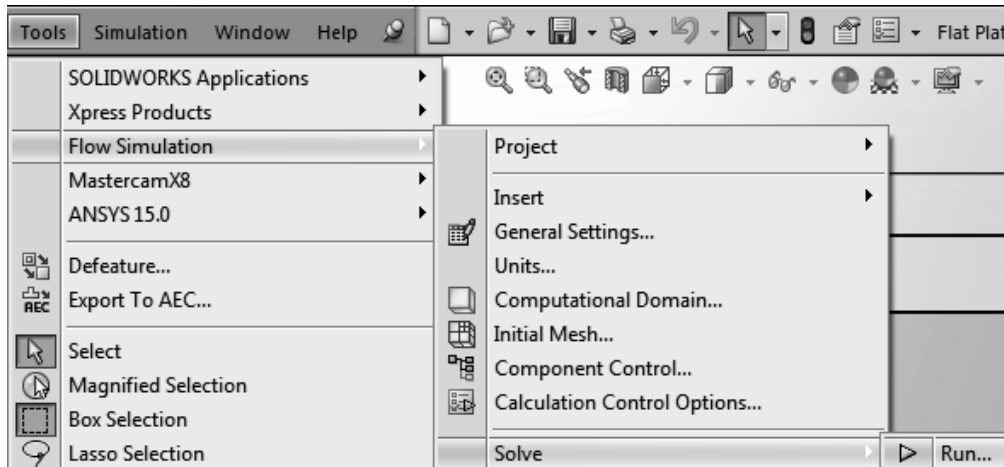 Tools Simulation Window Help Flat Plat
SOLIDWORKS Applications
Xpress Products
Flow Simulation
MastercamX8
ANSYS 15.0
Defeature...
AEC Export To AEC...
Select
Magnified Selection
Box Selection
Lasso Selection
Project
Insert
General Settings...
Units...
Computational Domain...
Initial Mesh...
Component Control...
Calculation Control Options...
Solve
Run...